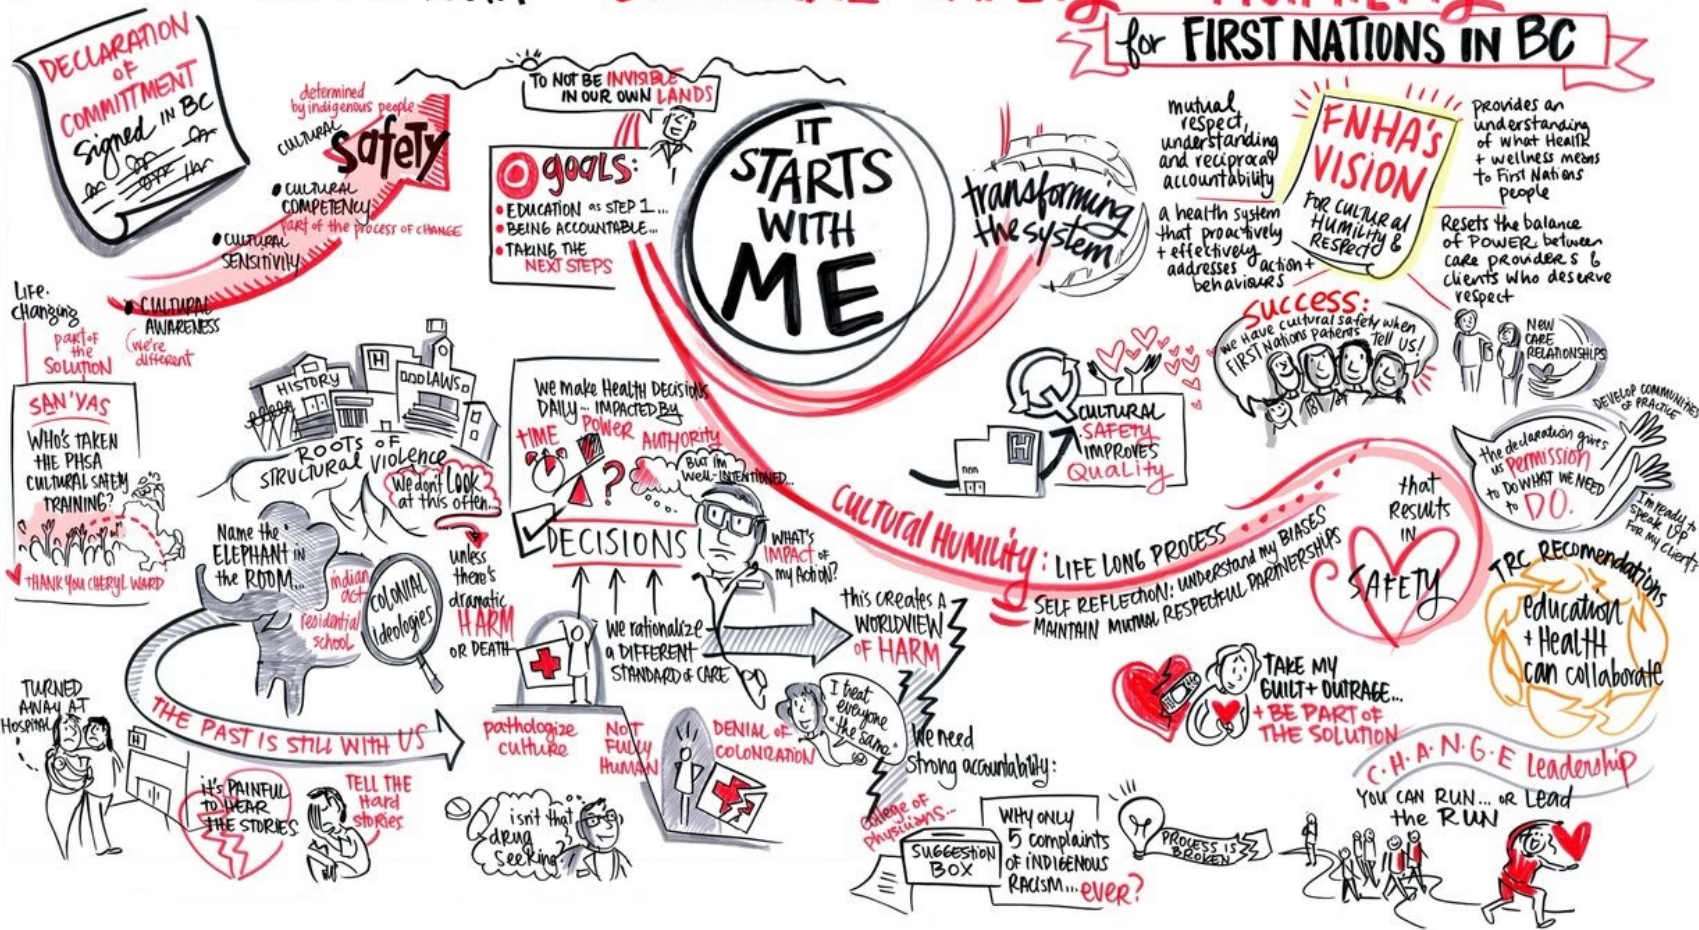 for FIRST NATIONS IN BC
DECLARATION
OF
COMMITTMENT
Signed IN BC
determined
by indigenous people
CULTURAL
safeTy
• CULTURAL
COMPETENCY
part of the process of CHANGE
• CULTURAL
SENSITIVITY
• CULTURAL
AWARENESS
(we're
different
TO NOT BE INVISIBLE
IN OUR OWN LANDS
goals:
• EDUCATION as STEP 1...
• BEING ACCOUNTABLE...
• TAKING THE
NEXT STEPS
IT
STARTS
WITH
ME
transforming
the system
mutual
respect,
understanding
and reciprocal
accountability
a health system
that proactively
+ effectively
addresses action +
behaviours
FNHA'S
VISION
FOR CULTURAL
HUMILITY &
RESPECT
provides an
understanding
of what Health
+ wellness means
to First Nations
people
Resets the balance
of POWER between
care providers &
clients who deserve
respect
SUCCESS:
we have cultural safety when
FIRST Nations patients tell US!
NEW
CARE
RELATIONSHIPS
DEVELOP COMMUNITIES
OF PRACTICE
the declaration gives
us PERMISSION
to DO WHAT WE NEED
to DO.
I'm ready to
speak UP
FOR my Clients
LIFE-
changing
part of
the
SOLUTION
SAN'YAS
WHO'S TAKEN
THE PHSA
CULTURAL SAFETY
TRAINING?
THANK YOU CHERYL WARD
HISTORY
H
LAWS
ROOTS OF
STRUCTURAL VIOLENCE
we don't LOOK
at this often...
unless
there's
dramatic
HARM
OR DEATH
Name the
ELEPHANT in
the ROOM...
indian
act
residential
school
COLONIAL
ideologies
THE PAST IS STILL WITH US
TURNED
AWAY AT
Hospital
H
it's PAINFUL
to HEAR
THE STORIES
TELL THE
Hard
stories
We make Health DECISIONS
DAILY... IMPACTED BY
TIME
POWER
AUTHORITY
?
BUT I'm
well-INTENTIONED...
DECISIONS
WHAT'S
IMPACT of
my Action?
We rationalize
a DIFFERENT
STANDARD of CARE
this CREATES A
WORLDVIEW
OF HARM
pathologize
culture
NOT
FULLY
HUMAN
DENIAL OF
COLONIZATION
I treat
everyone
"the same"
isn't that
drug
seeking?
Q
H
CULTURAL
SAFETY
IMPROVES
QUALITY
CULTURAL HUMILITY: LIFE LONG PROCESS
SELF REFLECTION: understand my BIASES
MAINTAIN MUTUAL RESPECTFUL PARTNERSHIPS
that
Results
IN
SAFETY
TRC RECOMENDATIONS
education
+ Health
can collaborate
TAKE MY
GUILT + OUTRAGE...
+ BE PART OF
THE SOLUTION
We need
Strong accountability:
college of
physicians...
SUGGESTION
BOX
WHY ONLY
5 complaints
OF INDIGENOUS
RACISM... EVER?
PROCESS IS
BROKEN
C·H·A·N·G·E Leadership
YOU CAN RUN... OR Lead
the RUN